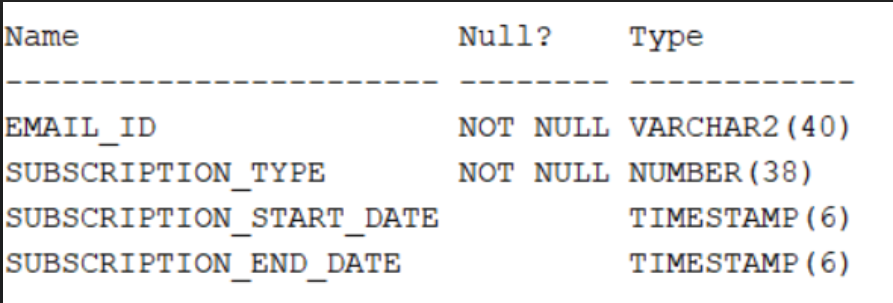 Name Null? Type
----------------------- -------- ------------
EMAIL_ID NOT NULL VARCHAR2(40)
SUBSCRIPTION_TYPE NOT NULL NUMBER(38)
SUBSCRIPTION_START_DATE TIMESTAMP(6)
SUBSCRIPTION_END_DATE TIMESTAMP(6)